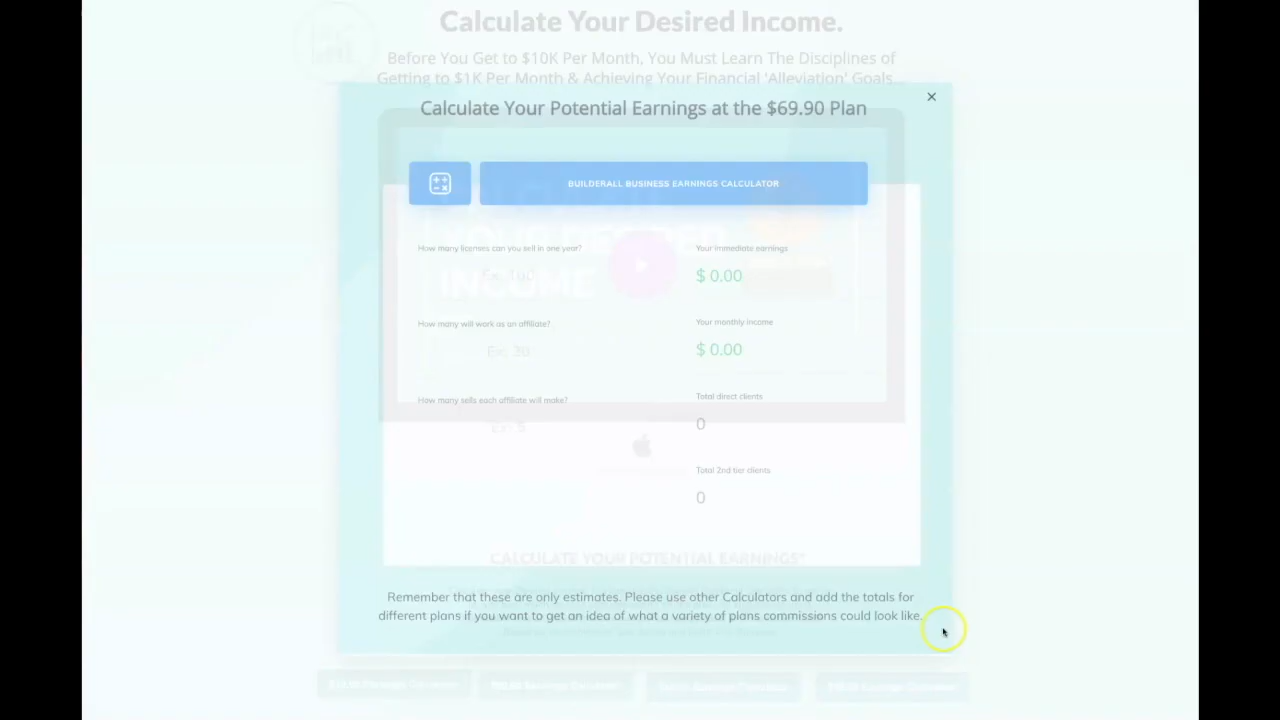 Calculate Your Desired Income.
Before You Get to $10K Per Month, You Must Learn The Disciplines of
Getting to $1K Per Month & Achieving Your Financial 'Alleviation' Goals...
Calculate Your Potential Earnings at the $69.90 Plan
BUILDERALL BUSINESS EARNINGS CALCULATOR
How many licenses can you sell in one year?
Ex: 100
Your immediate earnings
$ 0.00
INCOME
How many will work as an affiliate?
Ex: 30
Your monthly income
$ 0.00
How many sells each affiliate will make?
Ex: 5
Total direct clients
0
Total 2nd tier clients
0
CALCULATE YOUR POTENTIAL EARNINGS*
Remember that these are only estimates. Please use other Calculators and add the totals for
different plans if you want to get an idea of what a variety of plans commissions could look like.